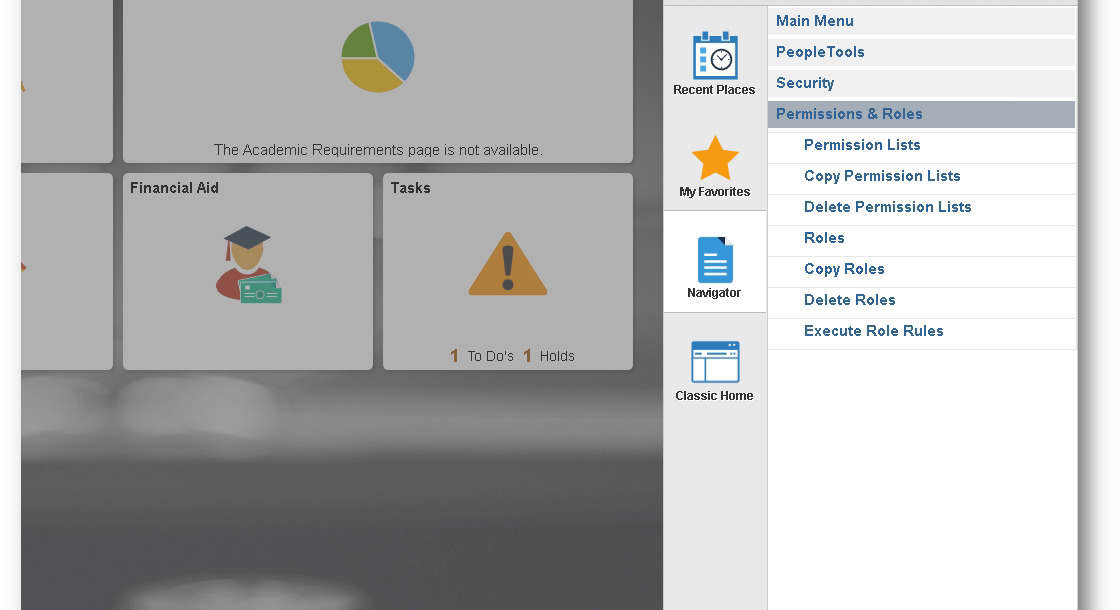 The Academic Requirements page is not available.
Financial Aid
Tasks
1 To Do's 1 Holds
Recent Places
My Favorites
Navigator
Classic Home
Main Menu
PeopleTools
Security
Permissions & Roles
Permission Lists
Copy Permission Lists
Delete Permission Lists
Roles
Copy Roles
Delete Roles
Execute Role Rules